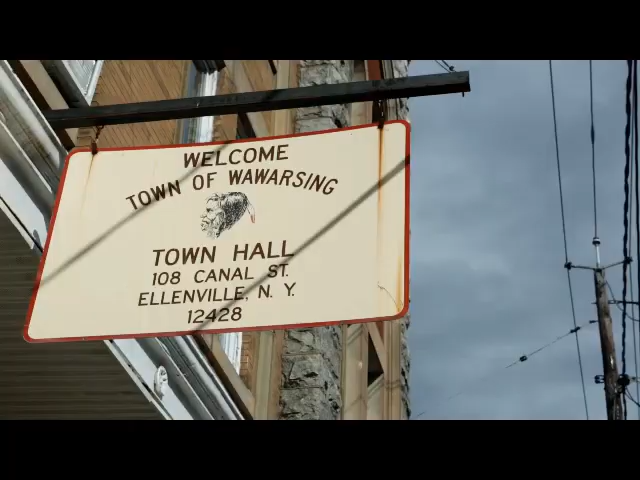 WELCOME
TOWN OF WAWARSING
TOWN HALL
108 CANAL ST.
ELLENVILLE, N. Y.
12428